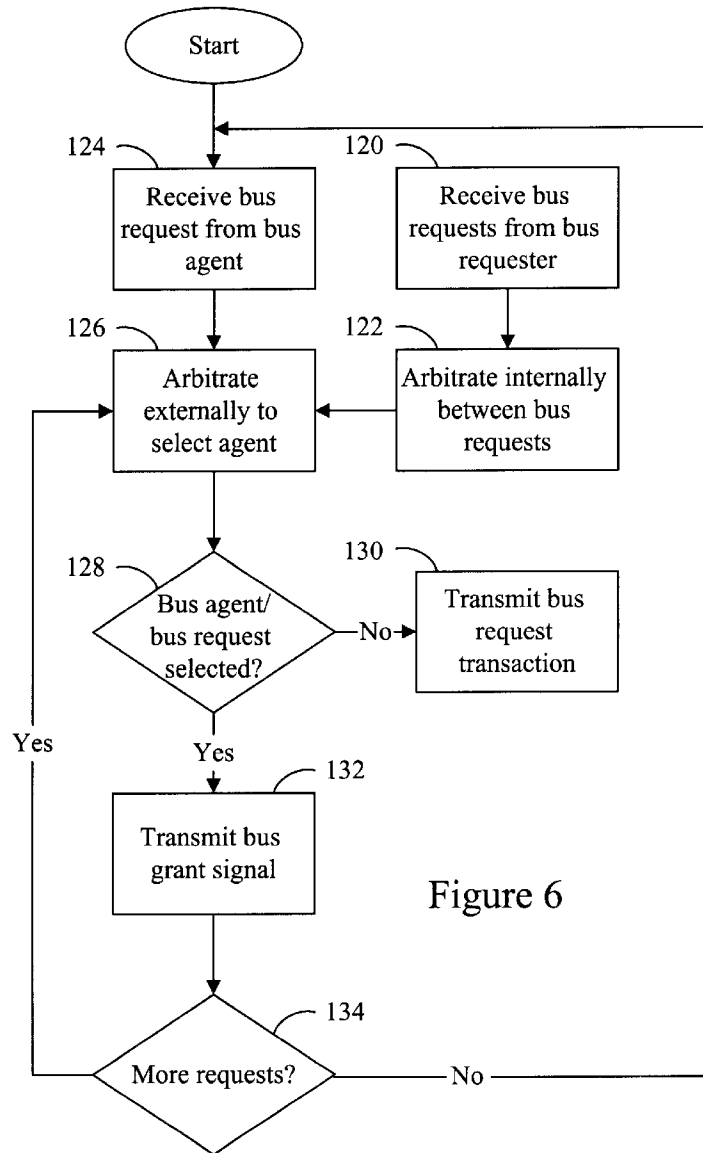 Start
124
120
Receive bus
request from bus
agent
Receive bus
requests from bus
requester
126
122
Arbitrate
externally to
select agent
Arbitrate internally
between bus
requests
128
130
Bus agent/
bus request
selected?
No
Transmit bus
request
transaction
Yes
Yes
132
Transmit bus
grant signal
Figure 6
134
More requests?
No